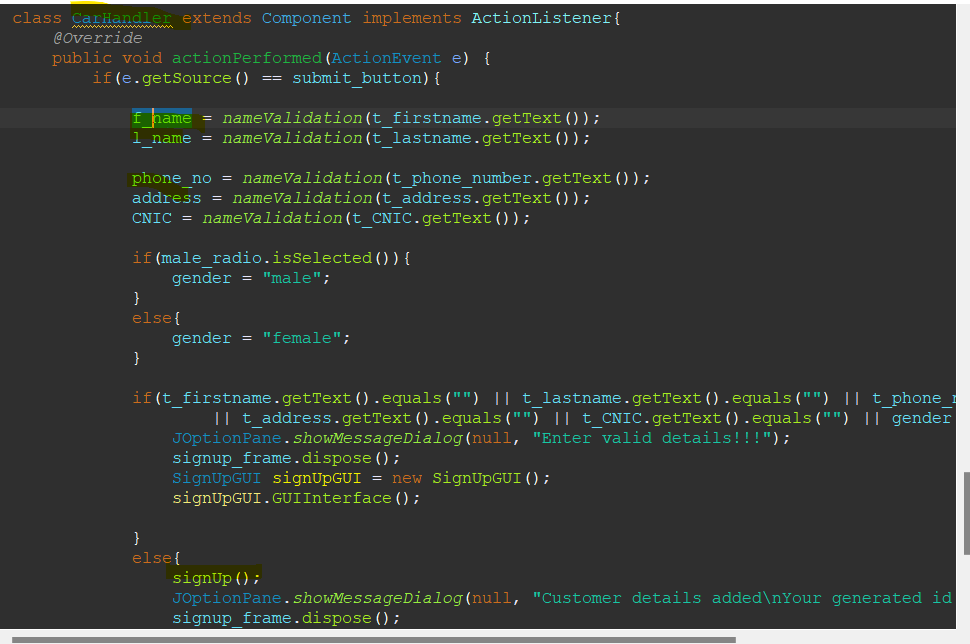 class CarHandler extends Component implements ActionListener{
@Override
public void actionPerformed(ActionEvent e) {
if(e.getSource() == submit_button){
f_name = nameValidation(t_firstname.getText());
l_name = nameValidation(t_lastname.getText());
phone_no = nameValidation(t_phone_number.getText());
address = nameValidation(t_address.getText());
CNIC = nameValidation(t_CNIC.getText());
if(male_radio.isSelected()){
gender = "male";
}
else{
gender = "female";
}
if(t_firstname.getText().equals("") || t_lastname.getText().equals("") || t_phone_
|| t_address.getText().equals("") || t_CNIC.getText().equals("") || gender
JOptionPane.showMessageDialog(null, "Enter valid details!!!");
signup_frame.dispose();
SignUpGUI signUpGUI = new SignUpGUI();
signUpGUI.GUIInterface();
}
else{
signUp();
JOptionPane.showMessageDialog(null, "Customer details added\nYour generated id
signup_frame.dispose();